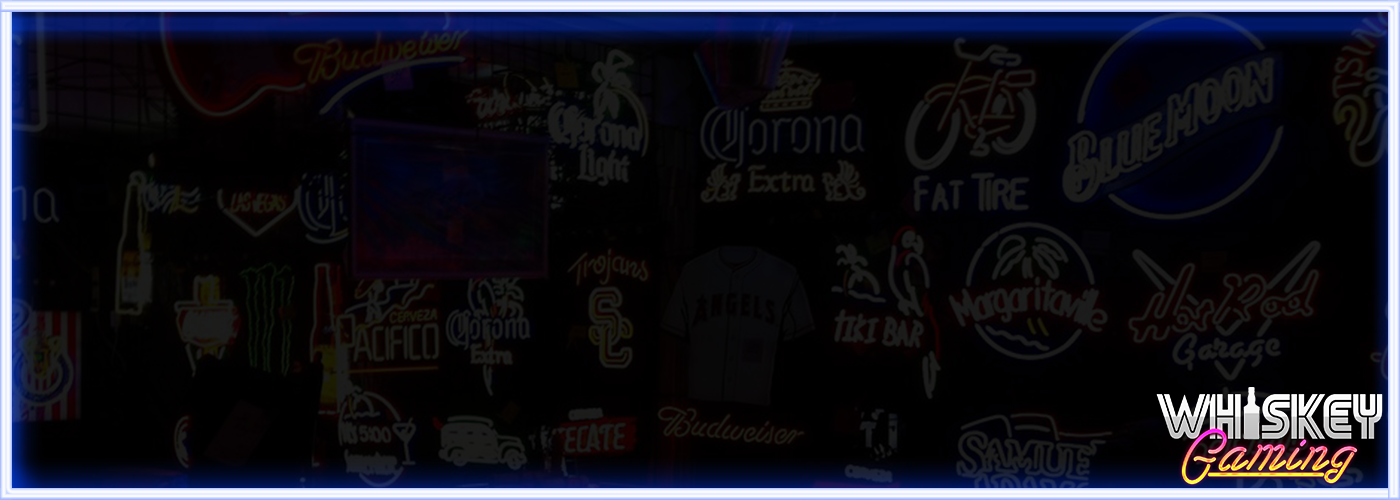 Budweiser
Corona
Light
Corona
Extra
FAT TIRE
BLUE MOON
LAS VEGAS
Trojans
SC
CERVEZA
PACIFICO
Corona
Extra
ANGELS
TIKI BAR
Margaritaville
Hot Rod
Garage
TECATE
Budweiser
WHISKEY
Gaming